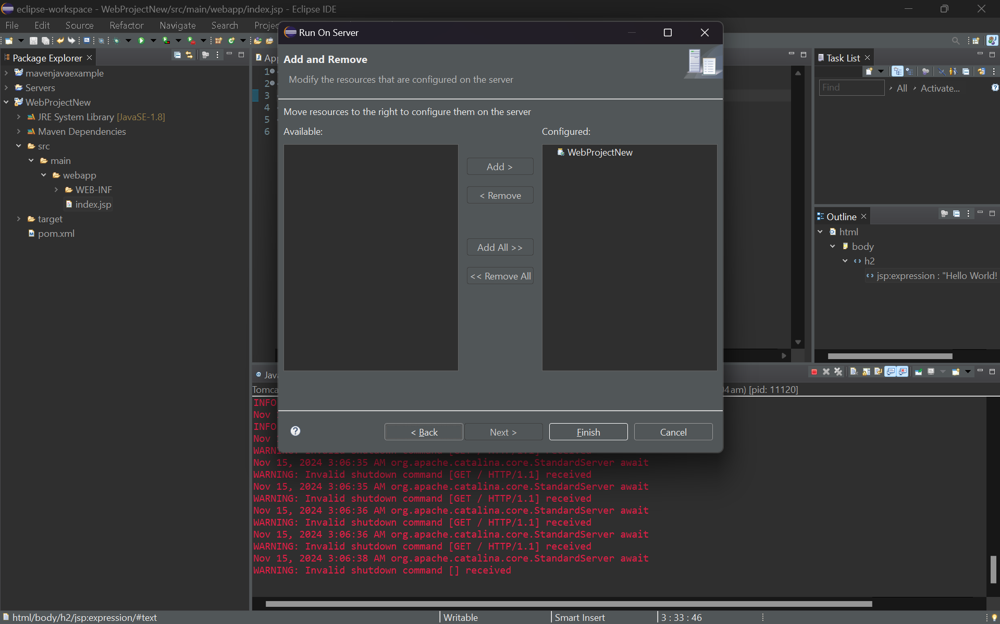 eclipse-workspace - WebProjectNew/src/main/webapp/index.jsp - Eclipse IDE
File Edit Source Refactor Navigate Search
Run On Server
Package Explorer
Add and Remove
Modify the resources that are configured on the server
Task List
mavenjavaexample
Servers
WebProjectNew
JRE System Library [JavaSE-1.8]
Maven Dependencies
src
main
webapp
WEB-INF
index.jsp
target
pom.xml
1
2
3
4
5
6
Move resources to the right to configure them on the server
Available:
Configured:
WebProjectNew
Add >
< Remove
Add All >>
<< Remove All
< Back
Next >
Finish
Cancel
Find
All
Activate...
Outline
html
body
h2
jsp:expression : "Hello World!
4 am) [pid: 11120]
INFO
Nov
INFO
Nov
WARN
Nov 15, 2024 3:06:35 AM org.apache.catalina.core.StandardServer await
WARNING: Invalid shutdown command [GET / HTTP/1.1] received
Nov 15, 2024 3:06:35 AM org.apache.catalina.core.StandardServer await
WARNING: Invalid shutdown command [GET / HTTP/1.1] received
Nov 15, 2024 3:06:36 AM org.apache.catalina.core.StandardServer await
WARNING: Invalid shutdown command [GET / HTTP/1.1] received
Nov 15, 2024 3:06:36 AM org.apache.catalina.core.StandardServer await
WARNING: Invalid shutdown command [GET / HTTP/1.1] received
Nov 15, 2024 3:06:38 AM org.apache.catalina.core.StandardServer await
WARNING: Invalid shutdown command [] received
html/body/h2/jsp:expression/#text
Writable
Smart Insert
3 : 33 : 46